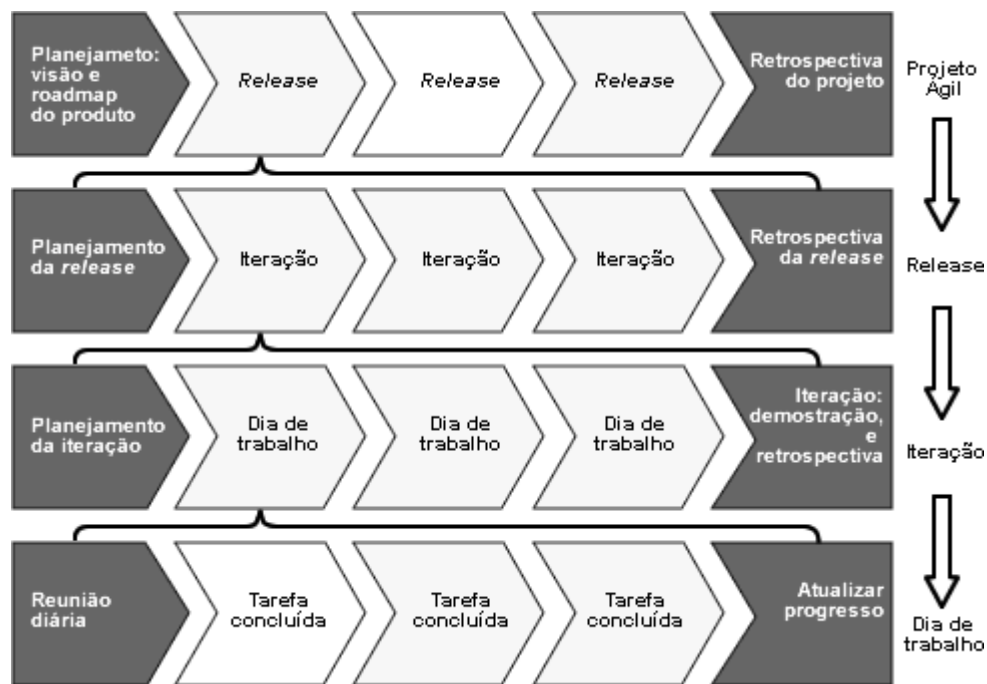 Planejameto:
visão e
roadmap
do produto
Release
Release
Release
Retrospectiva
do projeto
Projeto
Ágil
Planejamento
da release
Iteração
Iteração
Iteração
Retrospectiva
da release
Release
Planejamento
da iteração
Dia de
trabalho
Dia de
trabalho
Dia de
trabalho
Iteração:
demostração,
e
retrospectiva
Iteração
Reunião
diária
Tarefa
concluída
Tarefa
concluída
Tarefa
concluída
Atualizar
progresso
Dia de
trabalho